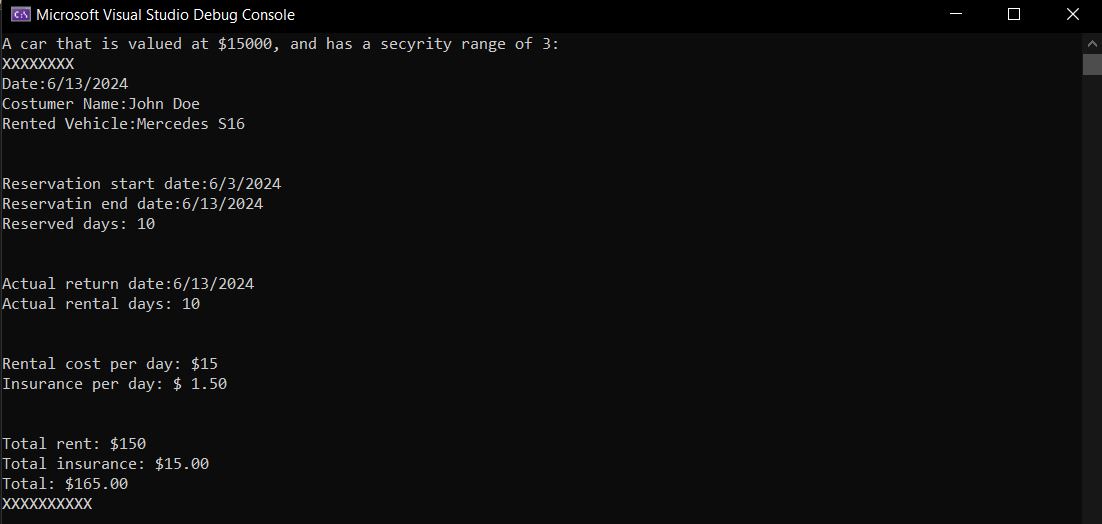 Microsoft Visual Studio Debug Console
A car that is valued at $15000, and has a secyrity range of 3:
XXXXXXXX
Date:6/13/2024
Costumer Name:John Doe
Rented Vehicle:Mercedes S16
Reservation start date:6/3/2024
Reservatin end date:6/13/2024
Reserved days: 10
Actual return date:6/13/2024
Actual rental days: 10
Rental cost per day: $15
Insurance per day: $ 1.50
Total rent: $150
Total insurance: $15.00
Total: $165.00
XXXXXXXXXX